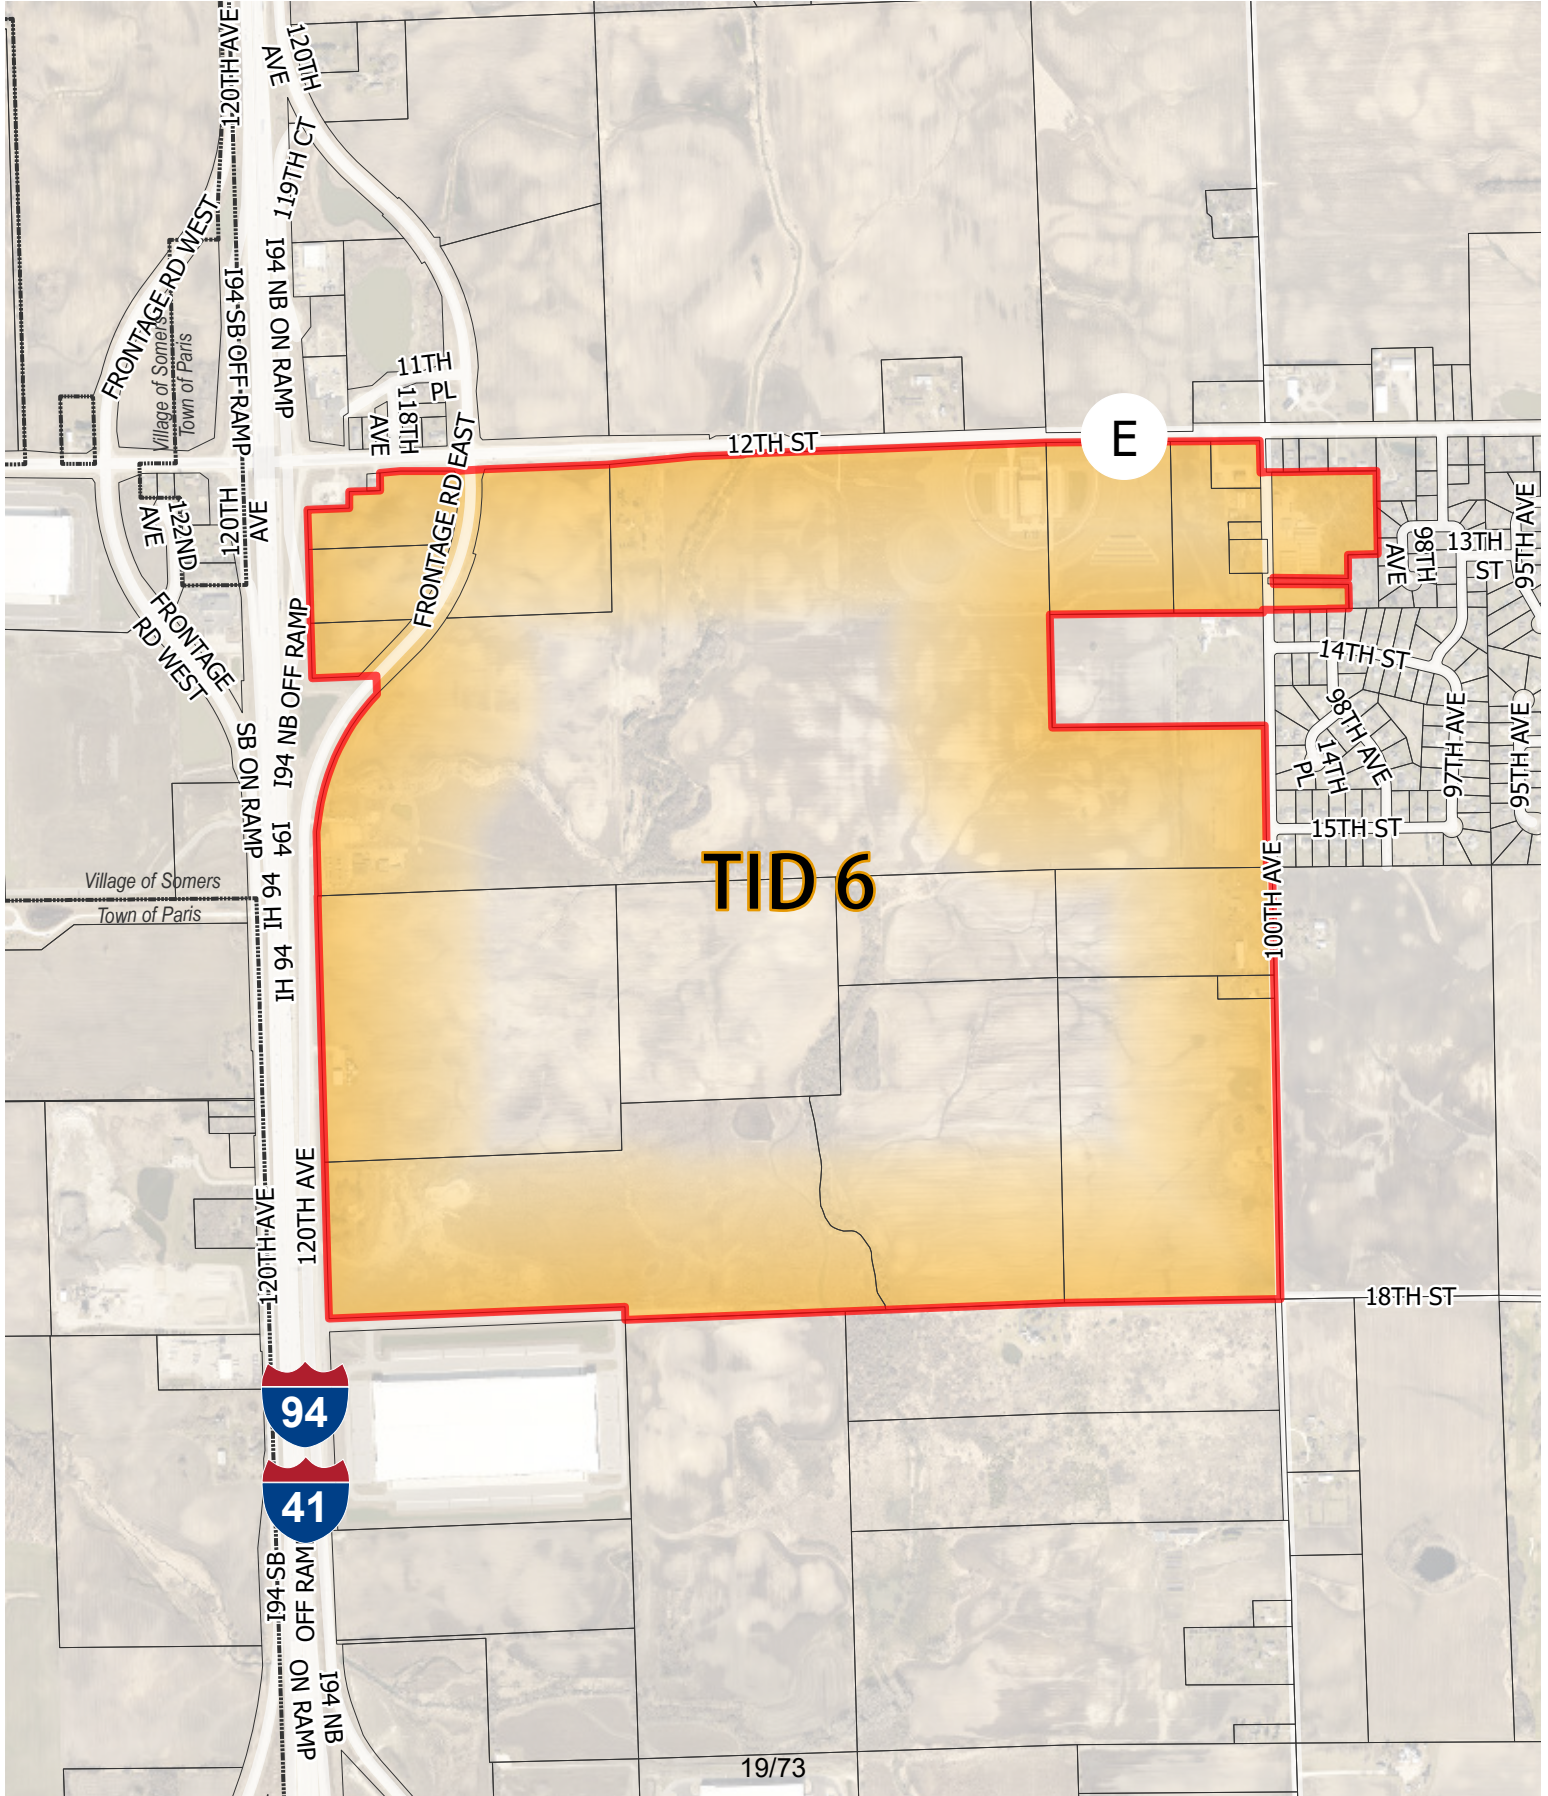 120TH AVE
120TH
AVE
119TH CT
FRONTAGE RD WEST
I94 SB OFF RAMP
I94 NB ON RAMP
Village of Somers
Town of Paris
11TH
PL
118TH
AVE
FRONTAGE RD EAST
12TH ST
E
122ND
AVE
120TH
AVE
98TH
AVE
13TH
ST
95TH AVE
FRONTAGE
RD WEST
I94 NB OFF RAMP
14TH ST
98TH AVE
14TH
PL
97TH AVE
95TH AVE
15TH ST
SB ON RAMP
I94
IH 94
IH 94
Village of Somers
Town of Paris
TID 6
100TH AVE
120TH AVE
120TH AVE
18TH ST
94
41
I94 SB
OFF RAM
ON RAMP
I94 NB
19/73